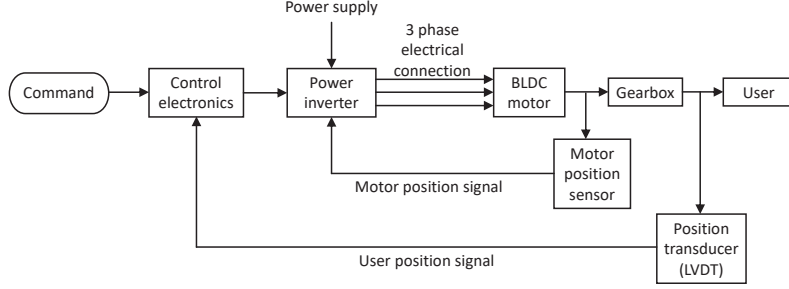 Power supply
3 phase
electrical
connection
Command
Control
electronics
Power
inverter
BLDC
motor
Gearbox
User
Motor
position
sensor
Motor position signal
Position
transducer
(LVDT)
User position signal